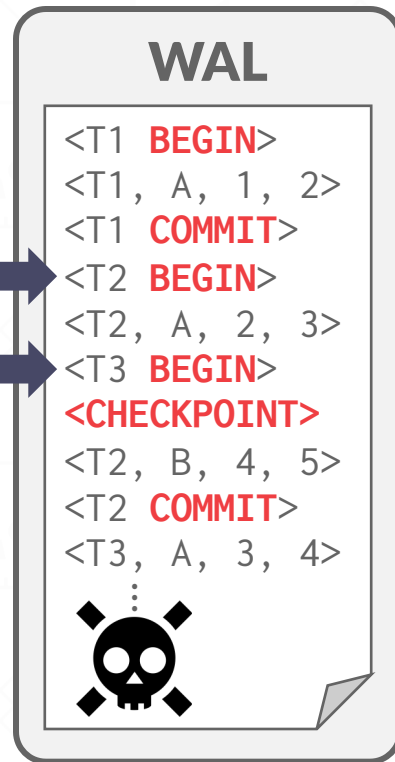 WAL
<T1 BEGIN>
<T1, A, 1, 2>
<T1 COMMIT>
<T2 BEGIN>
<T2, A, 2, 3>
<T3 BEGIN>
<CHECKPOINT>
<T2, B, 4, 5>
<T2 COMMIT>
<T3, A, 3, 4>
⋮